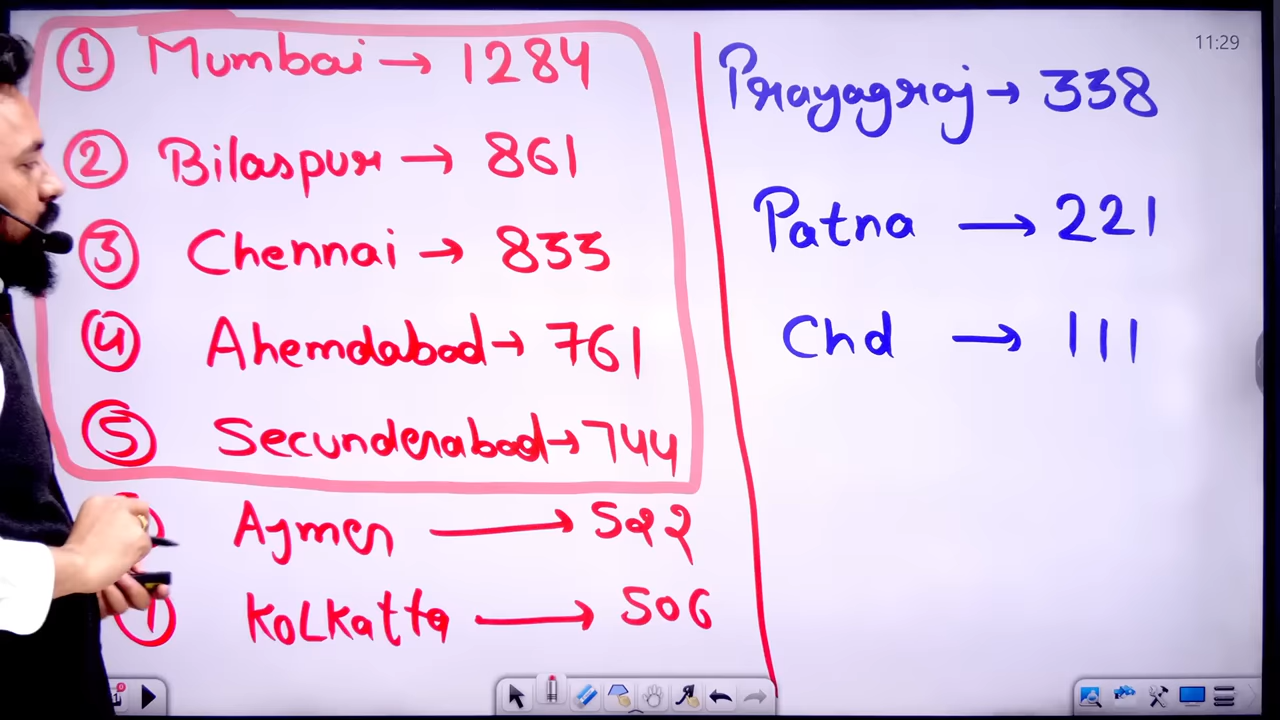 ① Mumbai → 1284
② Bilaspur → 861
③ Chennai → 833
④ Ahemdabad → 761
⑤ Secunderabad → 744
Ajmer → 522
Kolkatta → 506
11:29
Prayagraj → 338
Patna → 221
Chd → 111